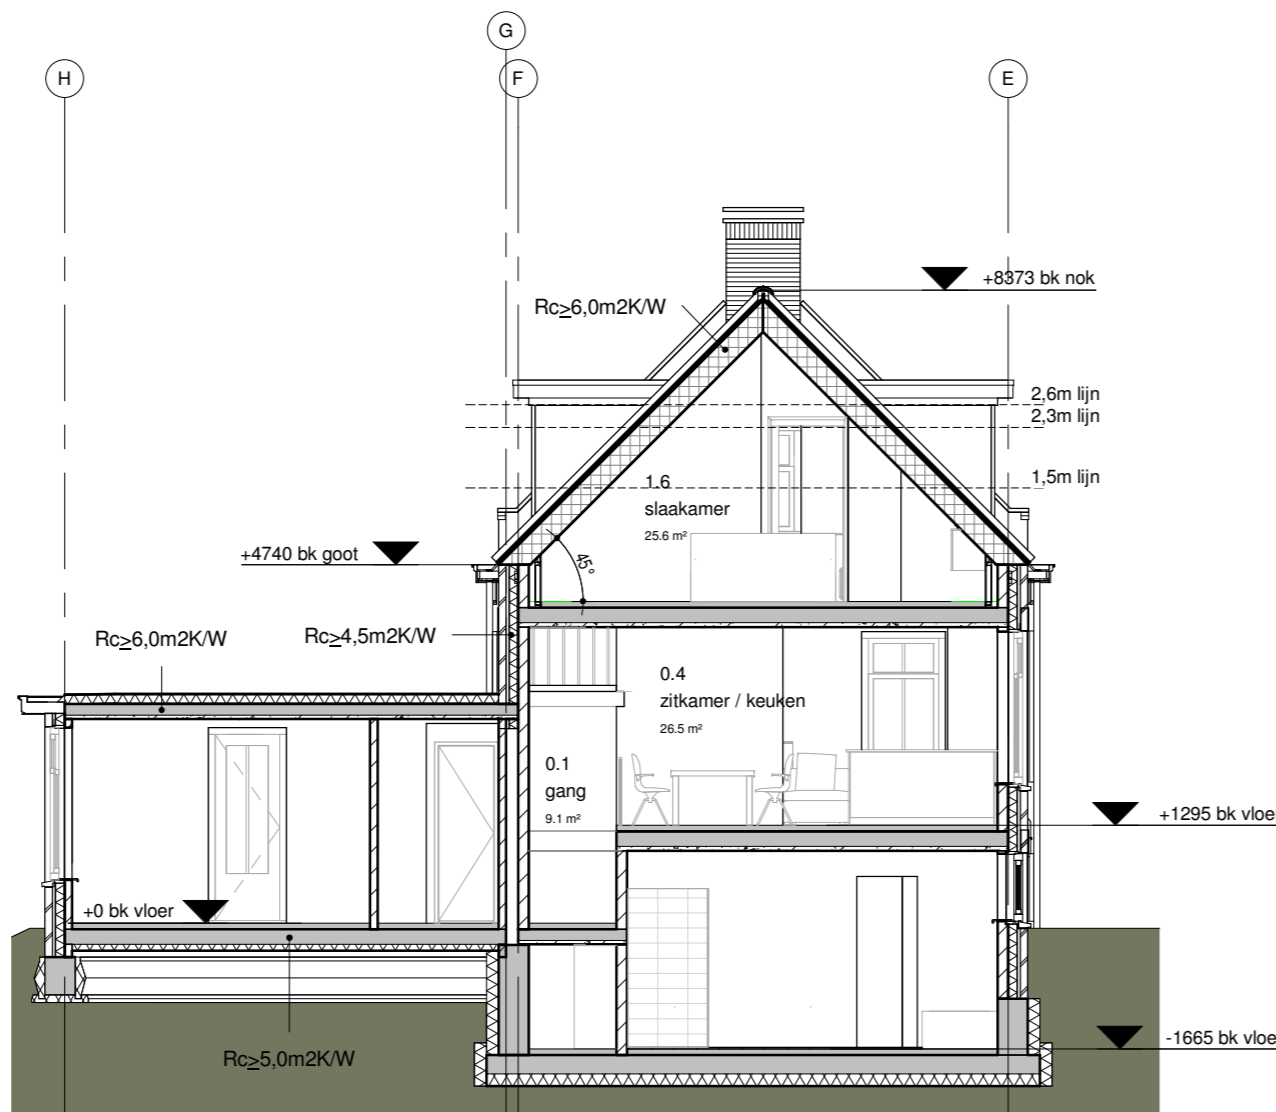 G
H
F
E
+8373 bk nok
Rc≥6,0m2K/W
2,6m lijn
2,3m lijn
1,5m lijn
1.6
slaakamer
25.6 m²
+4740 bk goot
45°
Rc≥6,0m2K/W
Rc≥4,5m2K/W
0.4
zitkamer / keuken
26.5 m²
0.1
gang
9.1 m²
+1295 bk vloe
+0 bk vloer
-1665 bk vloe
Rc≥5,0m2K/W